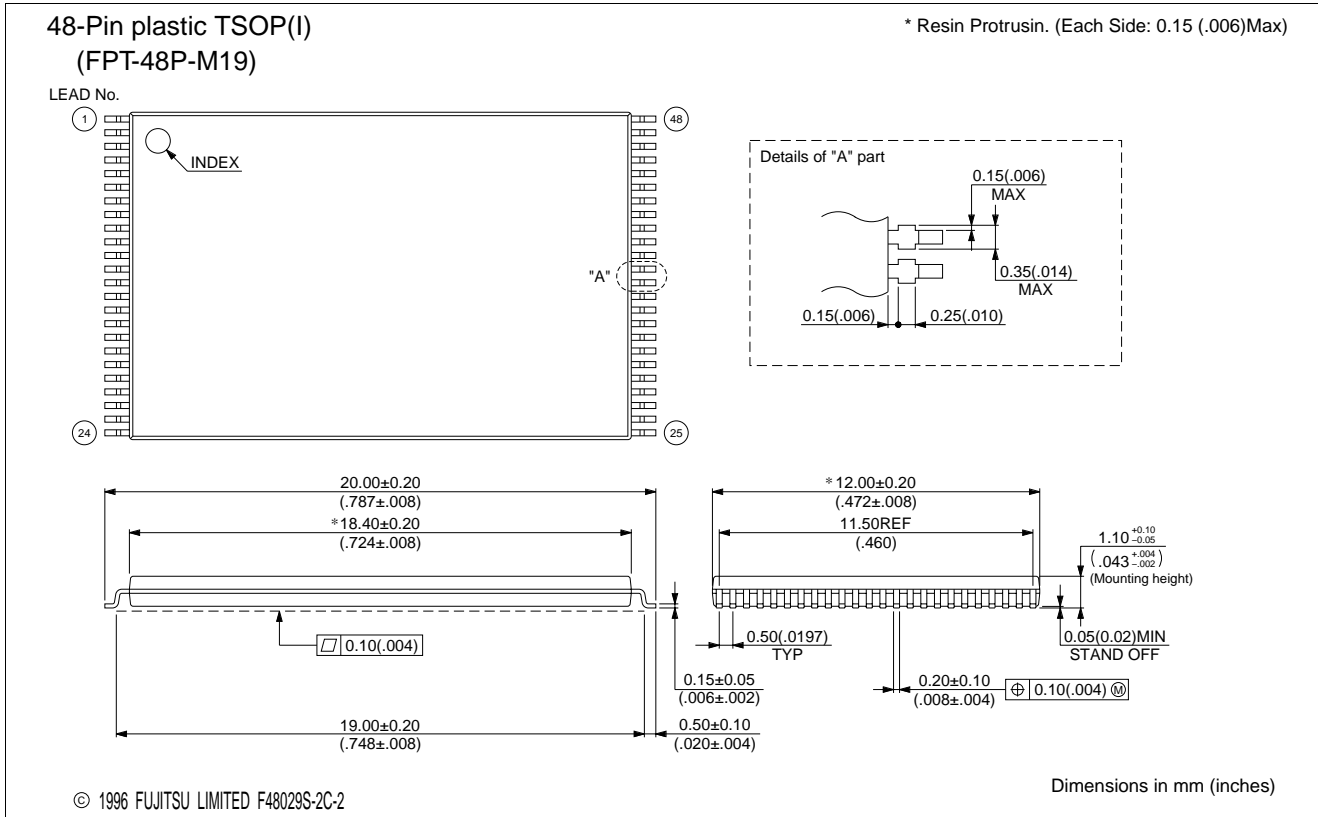 48-Pin plastic TSOP(I)
(FPT-48P-M19)
* Resin Protrusin. (Each Side: 0.15 (.006)Max)
LEAD No.
1
48
INDEX
"A"
24
25
Details of "A" part
0.15(.006)
MAX
0.35(.014)
MAX
0.15(.006)
0.25(.010)
20.00±0.20
(.787±.008)
*18.40±0.20
(.724±.008)
0.10(.004)
0.15±0.05
(.006±.002)
19.00±0.20
(.748±.008)
0.50±0.10
(.020±.004)
*12.00±0.20
(.472±.008)
11.50REF
(.460)
1.10 +0.10 -0.05
(.043 +.004 -.002)
(Mounting height)
0.50(.0197)
TYP
0.05(0.02)MIN
STAND OFF
0.20±0.10
(.008±.004)
⌖ 0.10(.004) Ⓜ
© 1996 FUJITSU LIMITED F48029S-2C-2
Dimensions in mm (inches)